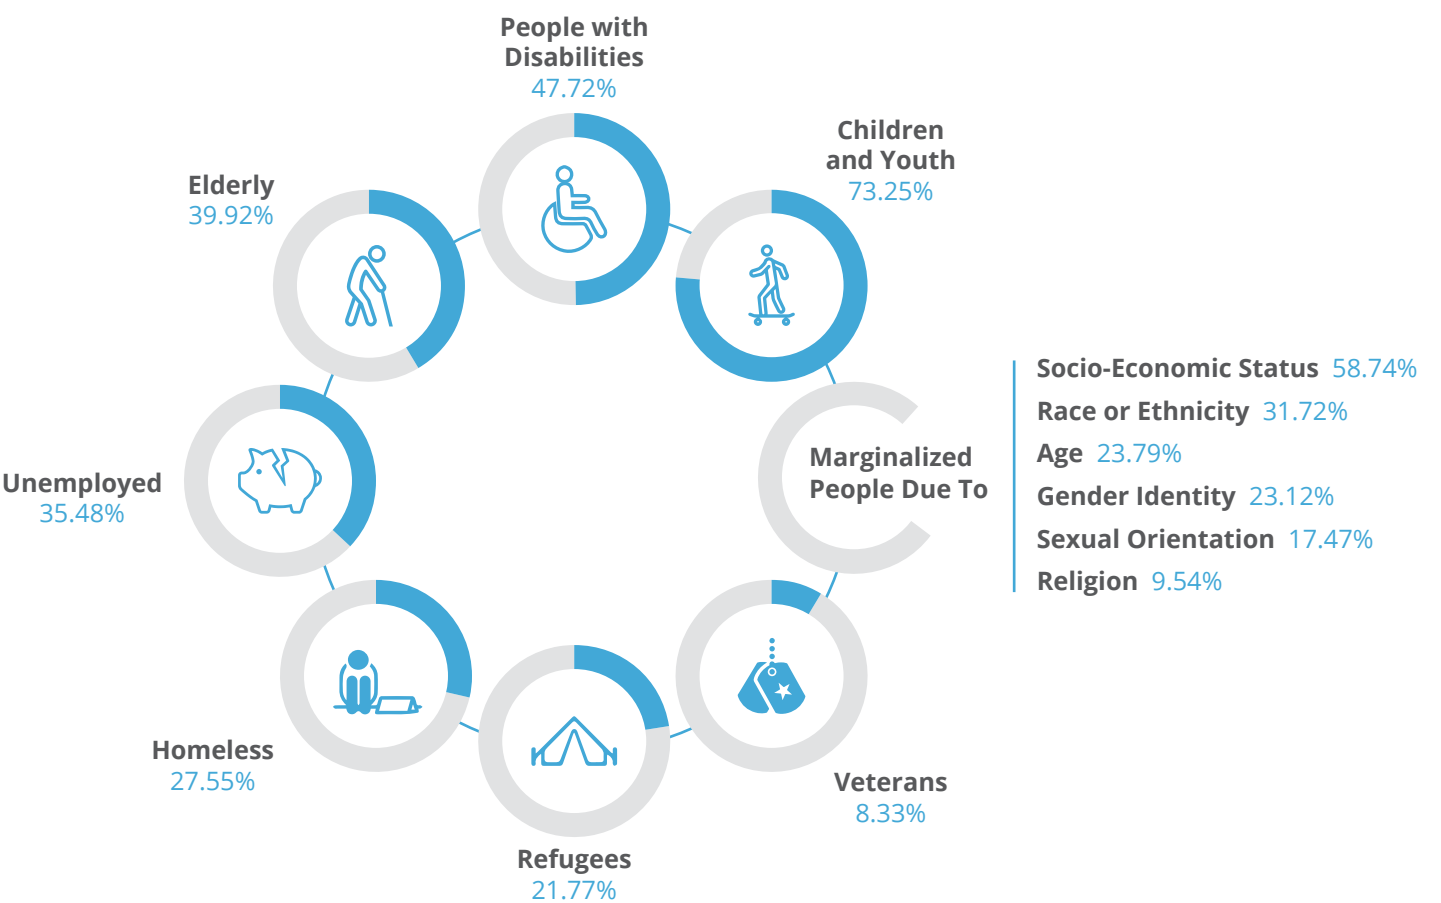 People with
Disabilities
47.72%
Children
and Youth
73.25%
Elderly
39.92%
Socio-Economic Status 58.74%
Race or Ethnicity 31.72%
Age 23.79%
Gender Identity 23.12%
Sexual Orientation 17.47%
Religion 9.54%
Marginalized
People Due To
Unemployed
35.48%
Homeless
27.55%
Veterans
8.33%
Refugees
21.77%